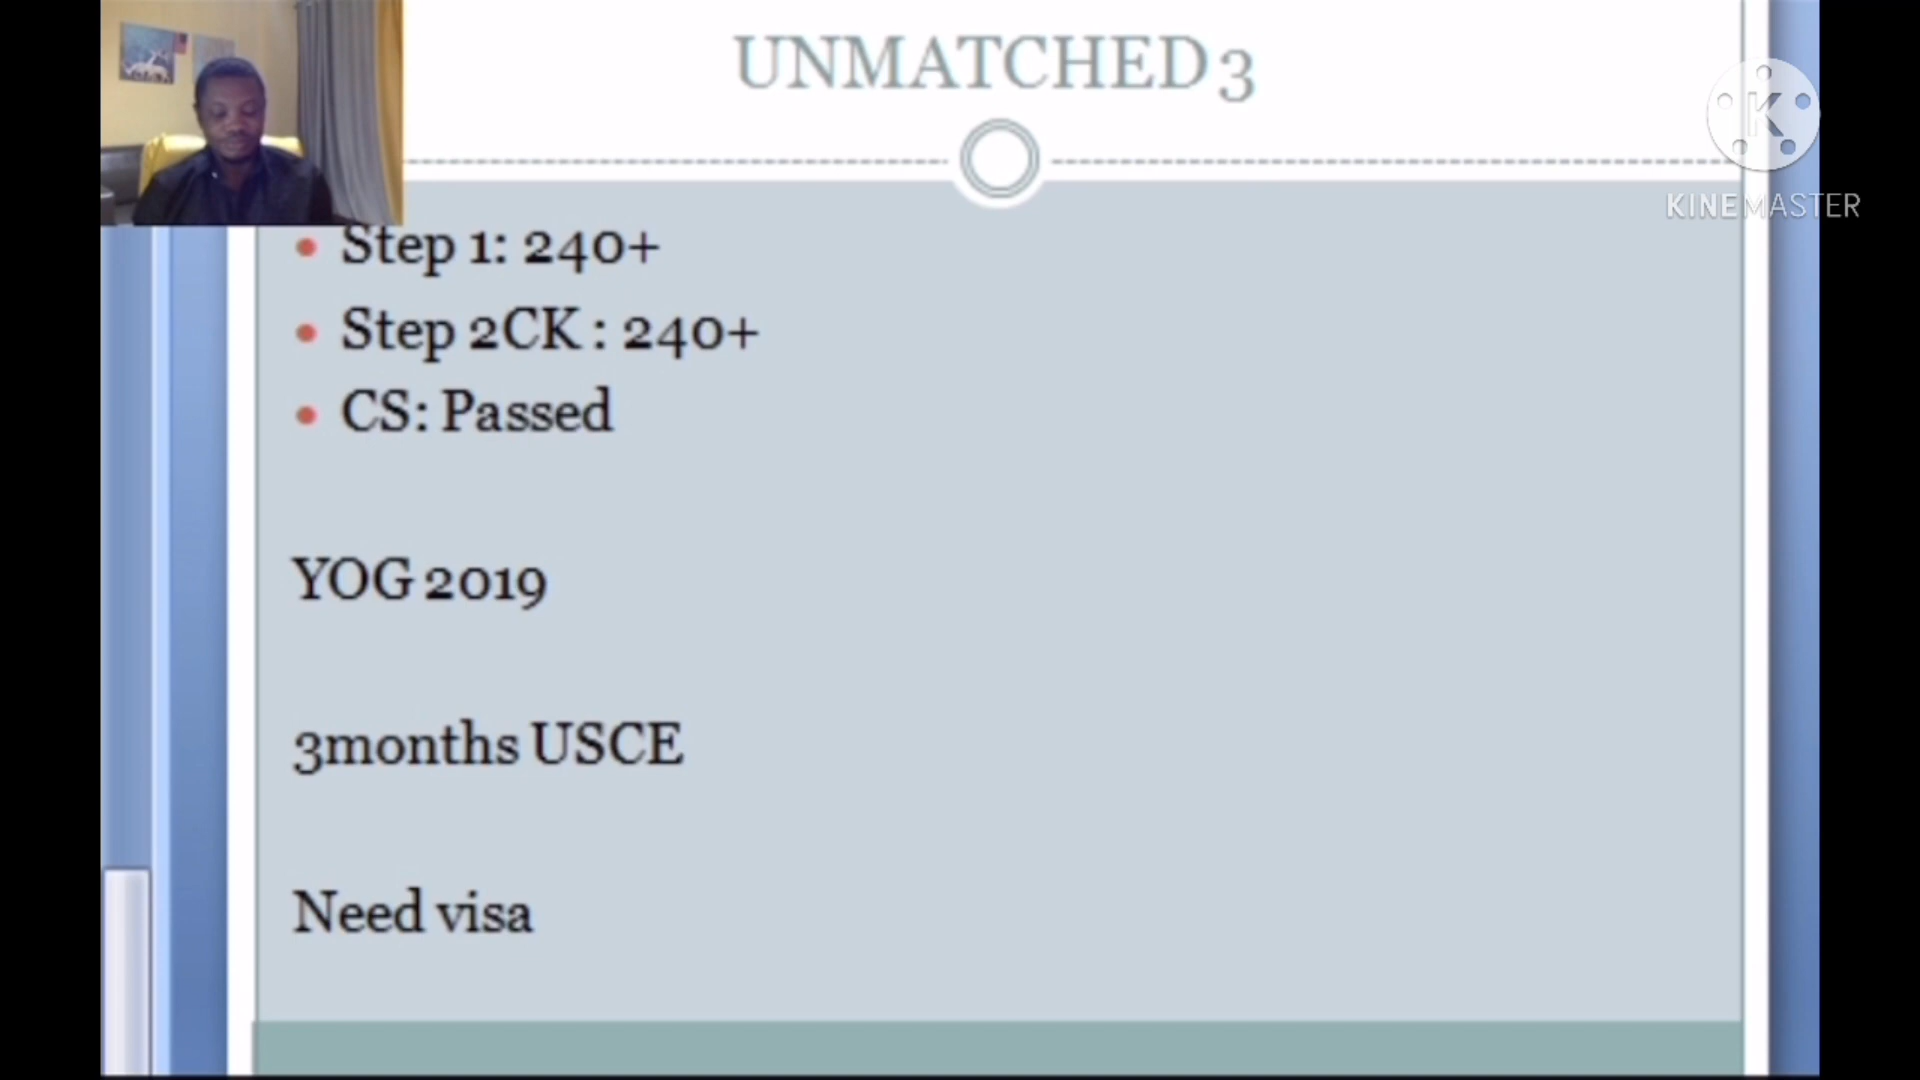 UNMATCHED 3
K
KINEMASTER
Step 1: 240+
Step 2CK : 240+
CS: Passed
YOG 2019
3months USCE
Need visa